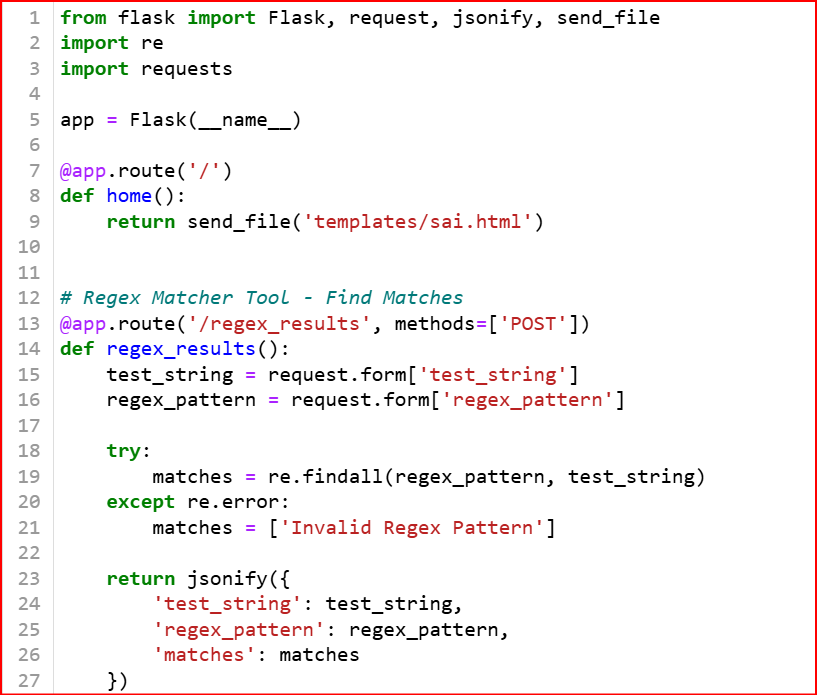 1 from flask import Flask, request, jsonify, send_file
2 import re
3 import requests
4
5 app = Flask(__name__)
6
7 @app.route('/')
8 def home():
9     return send_file('templates/sai.html')
10
11
12 # Regex Matcher Tool - Find Matches
13 @app.route('/regex_results', methods=['POST'])
14 def regex_results():
15     test_string = request.form['test_string']
16     regex_pattern = request.form['regex_pattern']
17
18     try:
19         matches = re.findall(regex_pattern, test_string)
20     except re.error:
21         matches = ['Invalid Regex Pattern']
22
23     return jsonify({
24         'test_string': test_string,
25         'regex_pattern': regex_pattern,
26         'matches': matches
27     })